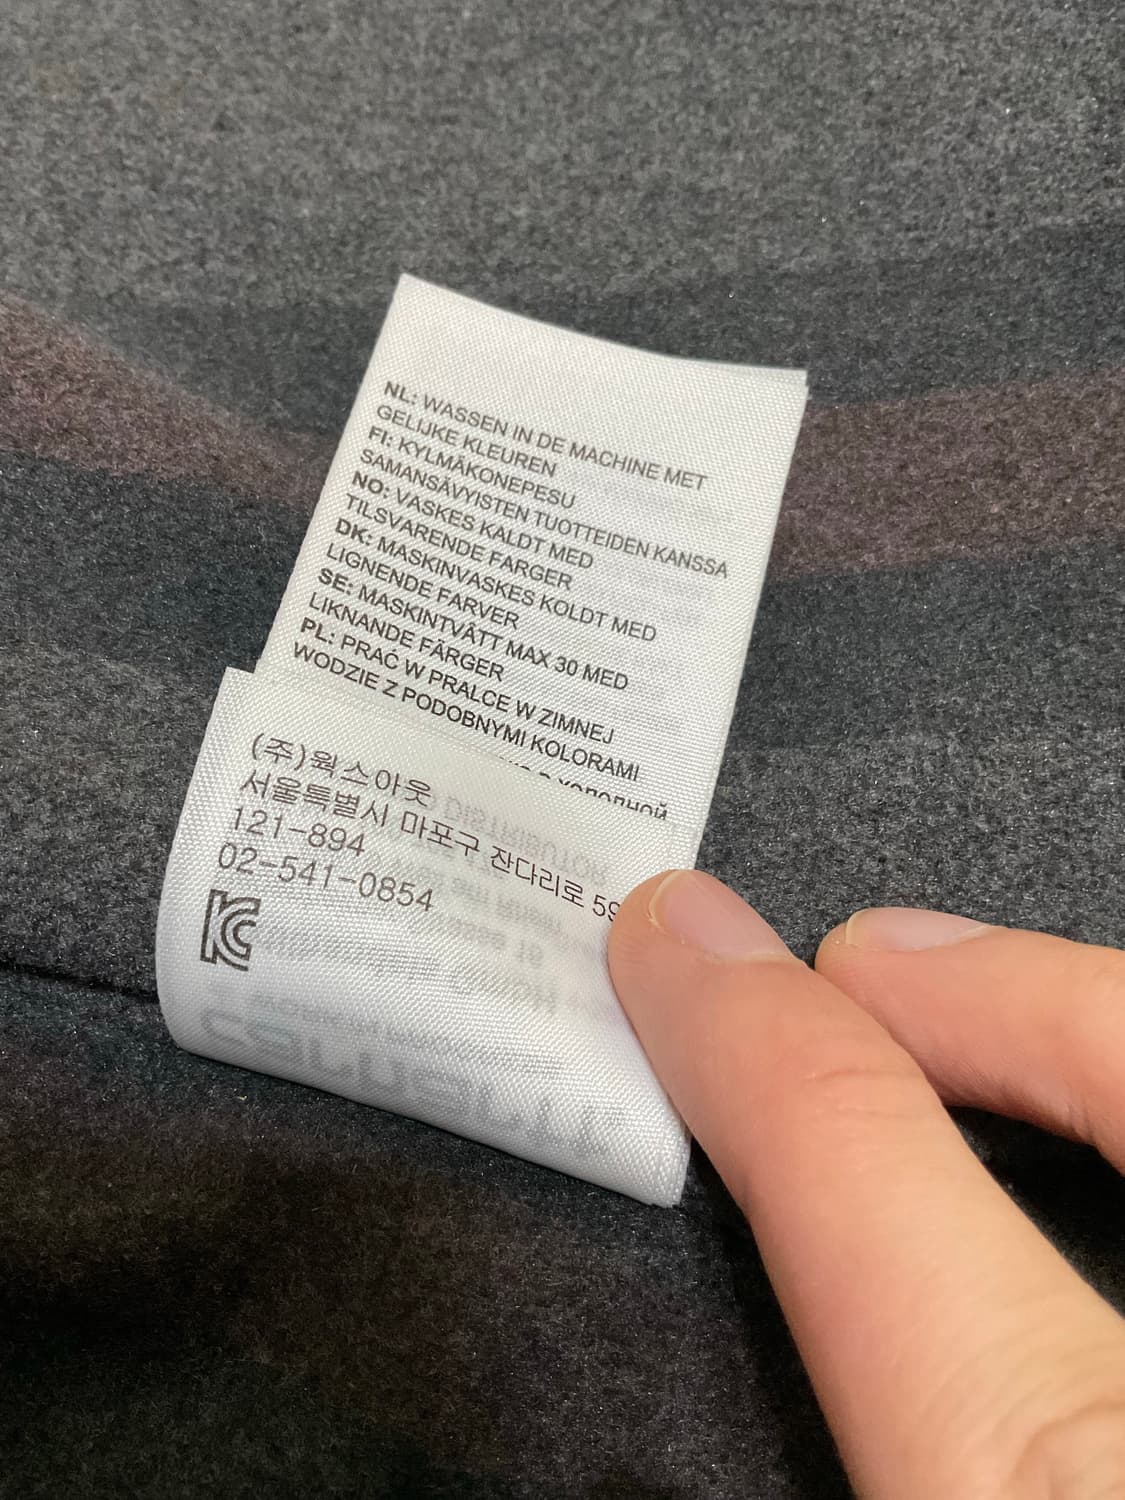 NL: WASSEN IN DE MACHINE MET
GELIJKE KLEUREN
FI: KYLMÄKONEPESU
SAMANSÄVYISTEN TUOTTEIDEN KANSSA
NO: VASKES KALDT MED
TILSVARENDE FARGER
DK: MASKINVASKES KOLDT MED
LIGNENDE FARVER
SE: MASKINTVÄTT MAX 30 MED
LIKNANDE FÄRGER
PL: PRAĆ W PRALCE W ZIMNEJ
WODZIE Z PODOBNYMI KOLORAMI
(주)웍스아웃
서울특별시 마포구 잔다리로 59
121-894
02-541-0854
KC